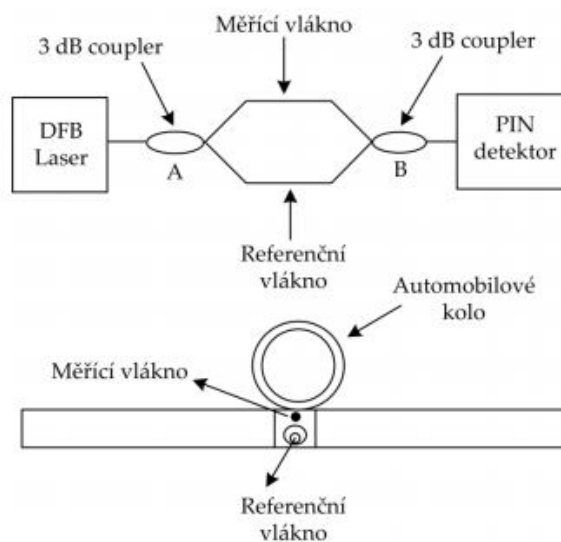 Měřící vlákno
3 dB coupler
3 dB coupler
DFB
Laser
A
B
PIN
detektor
Referenční
vlákno
Automobilové
kolo
Měřící vlákno
Referenční
vlákno